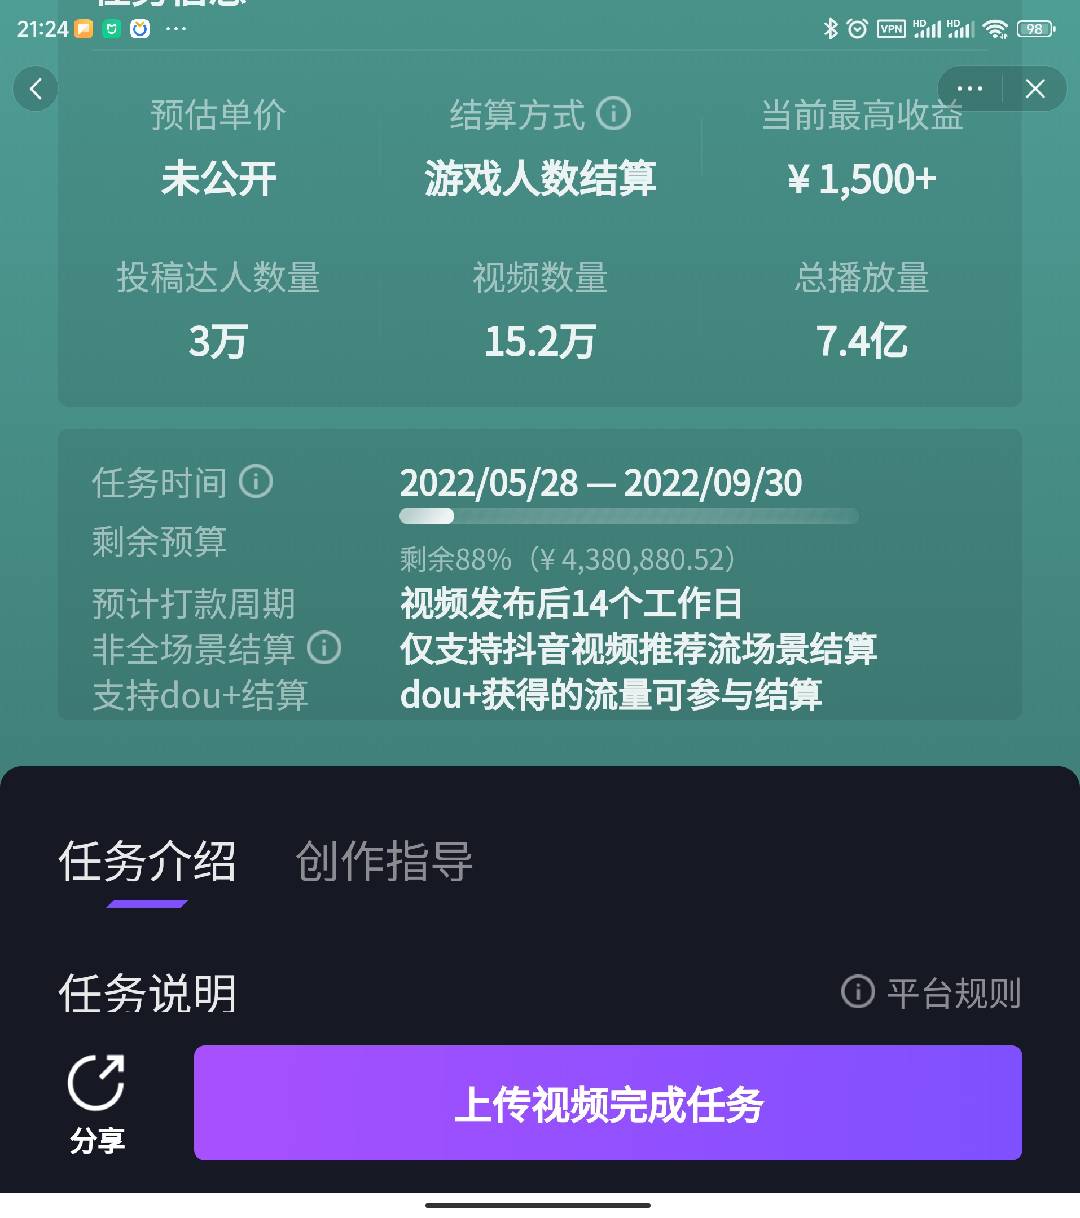 任务信息
21:24
VPN
HD
HD
98
预估单价
结算方式
当前最高收益
未公开
游戏人数结算
¥ 1,500+
投稿达人数量
视频数量
总播放量
3万
15.2万
7.4亿
任务时间
2022/05/28 — 2022/09/30
剩余预算
剩余88%（¥ 4,380,880.52）
预计打款周期
视频发布后14个工作日
非全场景结算
仅支持抖音视频推荐流场景结算
支持dou+结算
dou+获得的流量可参与结算
任务介绍
创作指导
任务说明
平台规则
分享
上传视频完成任务